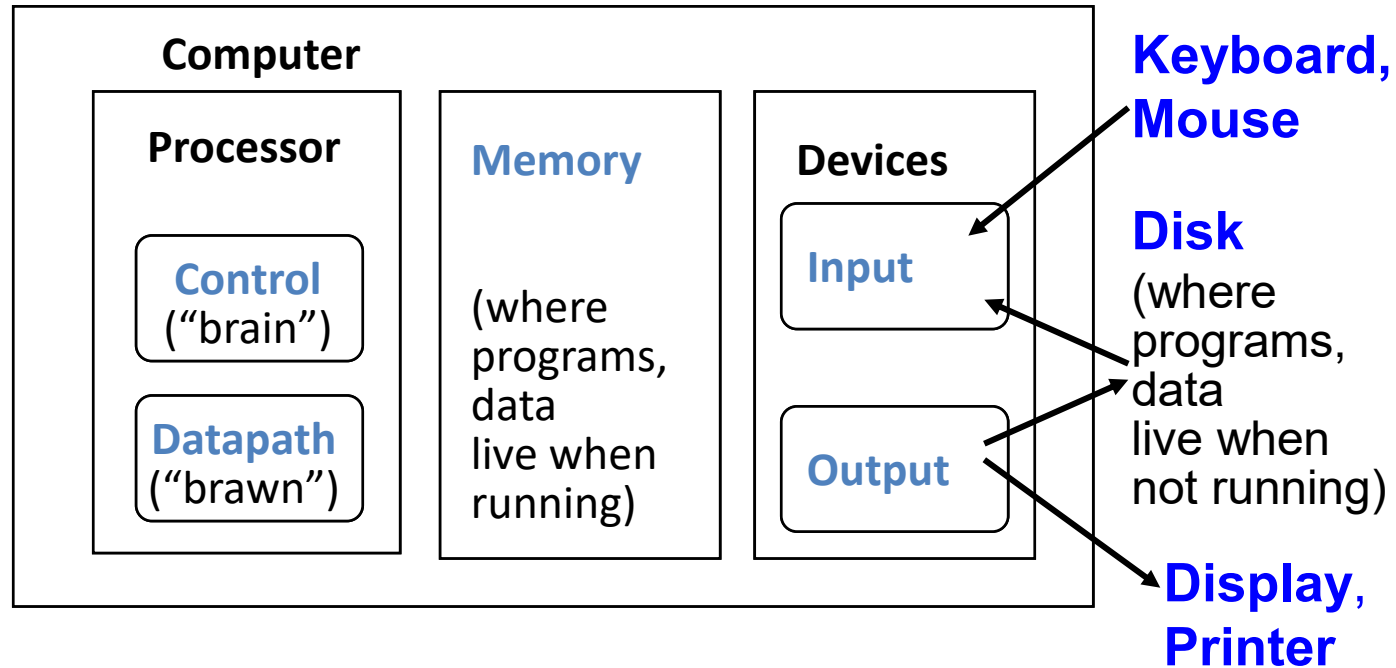 Computer
Processor
Control
(“brain”)
Datapath
(“brawn”)
Memory
(where
programs,
data
live when
running)
Devices
Input
Output
Keyboard,
Mouse
Disk
(where
programs,
data
live when
not running)
Display,
Printer